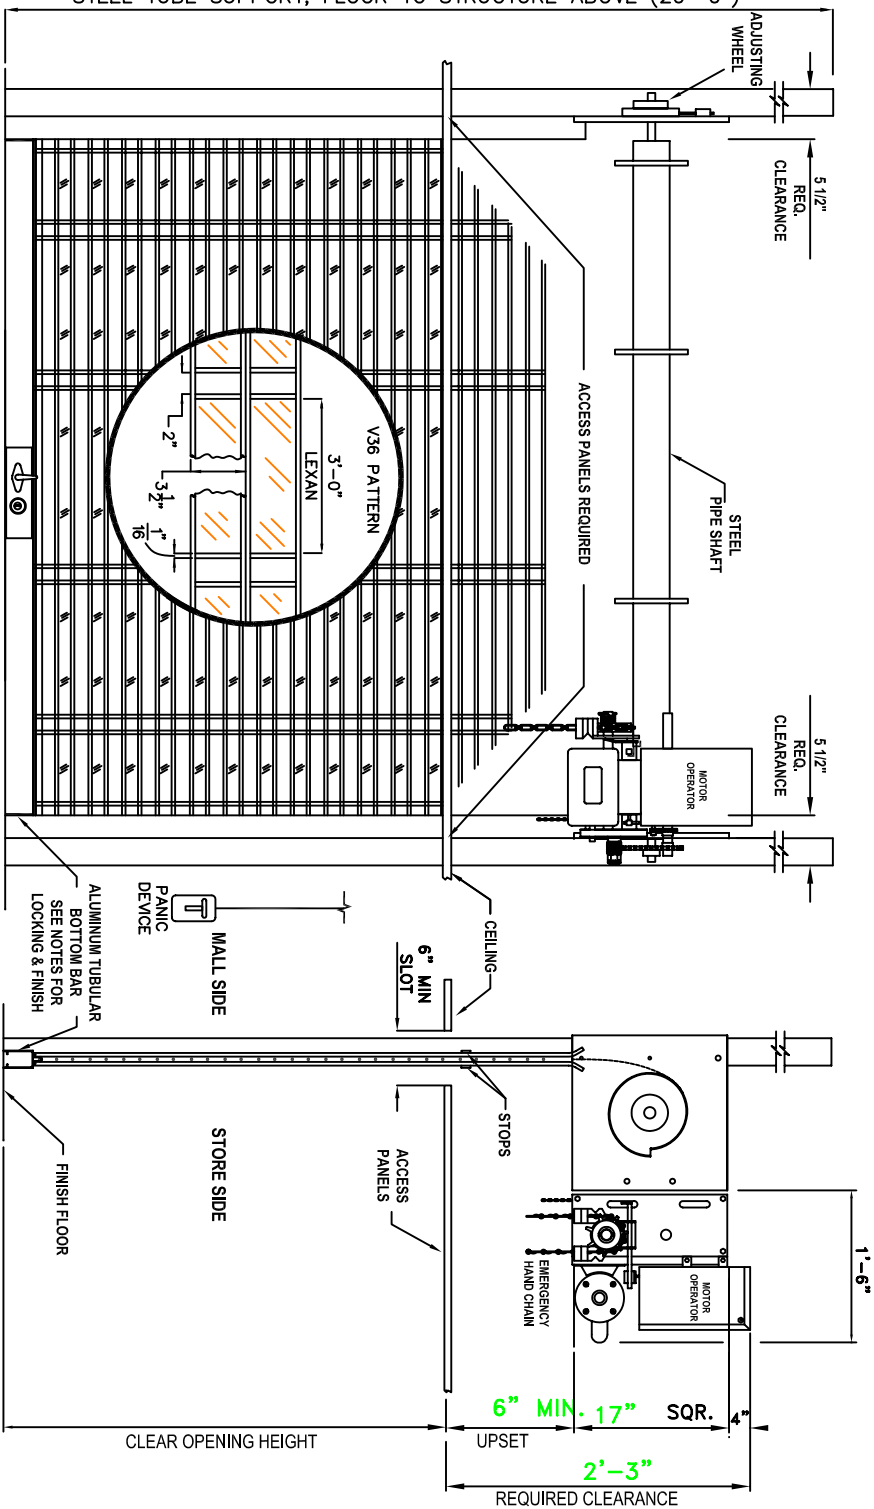 STEEL TUBE SUPPORT, FLOOR TO STRUCTURE ABOVE
ADJUSTING
WHEEL
5 1/2"
REQ.
CLEARANCE
STEEL
PIPE SHAFT
5 1/2"
REQ.
CLEARANCE
ACCESS PANELS REQUIRED
MOTOR
OPERATOR
V36 PATTERN
3'-0"
LEXAN
2"
3 1/2"
1/16"
CEILING
PANIC
DEVICE
MALL SIDE
ALUMINUM TUBULAR
BOTTOM BAR
SEE NOTES FOR
LOCKING & FINISH
6" MIN
SLOT
STOPS
STORE SIDE
ACCESS
PANELS
FINISH FLOOR
EMERGENCY
HAND CHAIN
MOTOR
OPERATOR
1'-6"
6" MIN. 17" SQR. 4"
CLEAR OPENING HEIGHT
UPSET
2'-3"
REQUIRED CLEARANCE